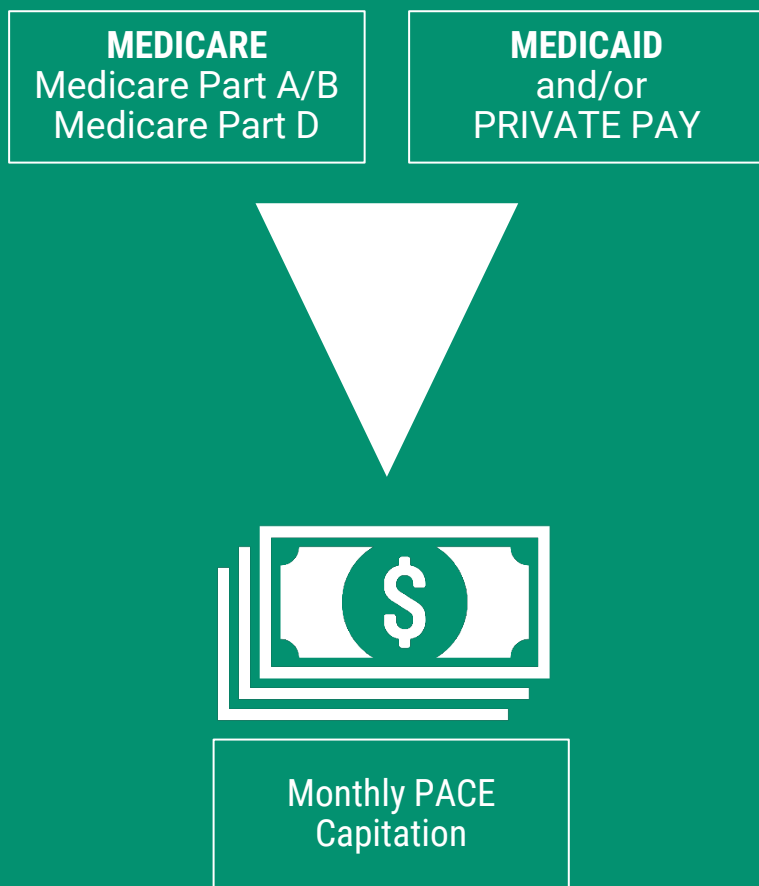 MEDICARE
Medicare Part A/B
Medicare Part D
MEDICAID
and/or
PRIVATE PAY
$
Monthly PACE
Capitation